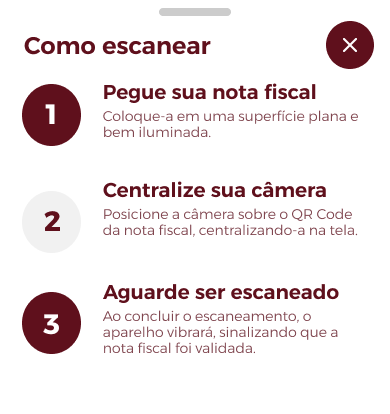 Como escanear
1
Pegue sua nota fiscal
Coloque-a em uma superfície plana e
bem iluminada.
2
Centralize sua câmera
Posicione a câmera sobre o QR Code
da nota fiscal, centralizando-a na tela.
3
Aguarde ser escaneado
Ao concluir o escaneamento, o
aparelho vibrará, sinalizando que a
nota fiscal foi validada.